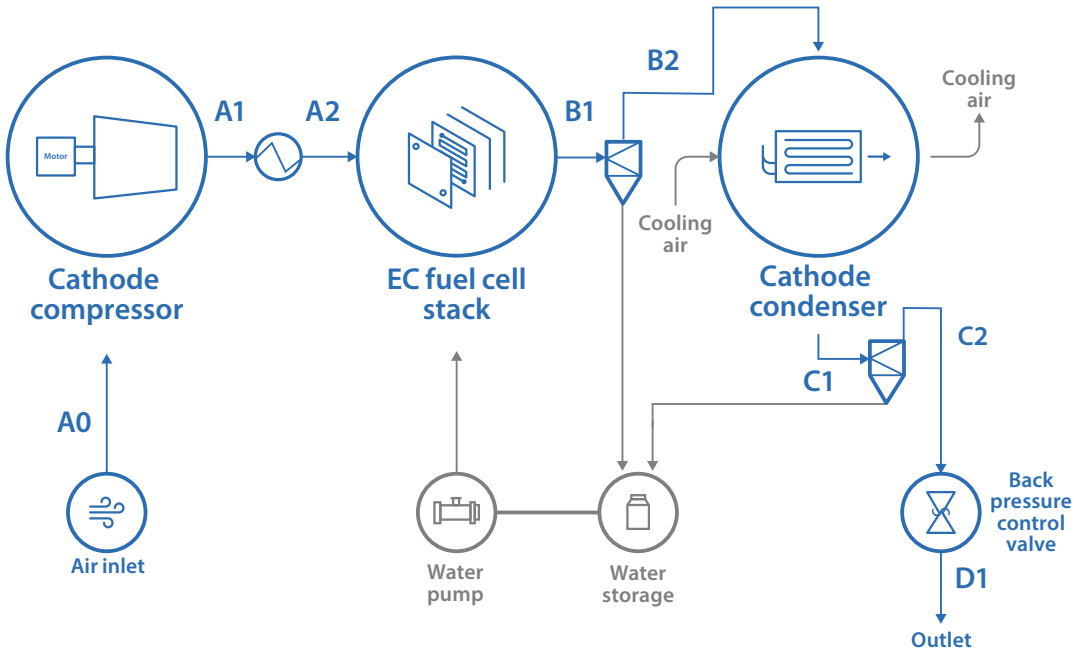 B2
Cooling
air
A1
A2
B1
Motor
Cooling
air
Cathode
compressor
EC fuel cell
stack
Cathode
condenser
C2
C1
A0
Back
pressure
control
valve
Air inlet
Water
pump
Water
storage
D1
Outlet